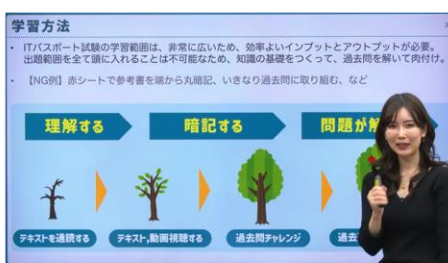 学習方法
・ ITパスポート試験の学習範囲は、非常に広いため、効率よいインプットとアウトプットが必要。
出題範囲を全て頭に入れることは不可能なため、知識の基礎をつくって、過去問を解いて肉付け。
・ 【NG例】赤シートで参考書を端から丸暗記、いきなり過去問に取り組む、など
理解する 暗記する 問題が解
テキストを通読する テキスト,動画視聴する 過去問チャレンジ 過去